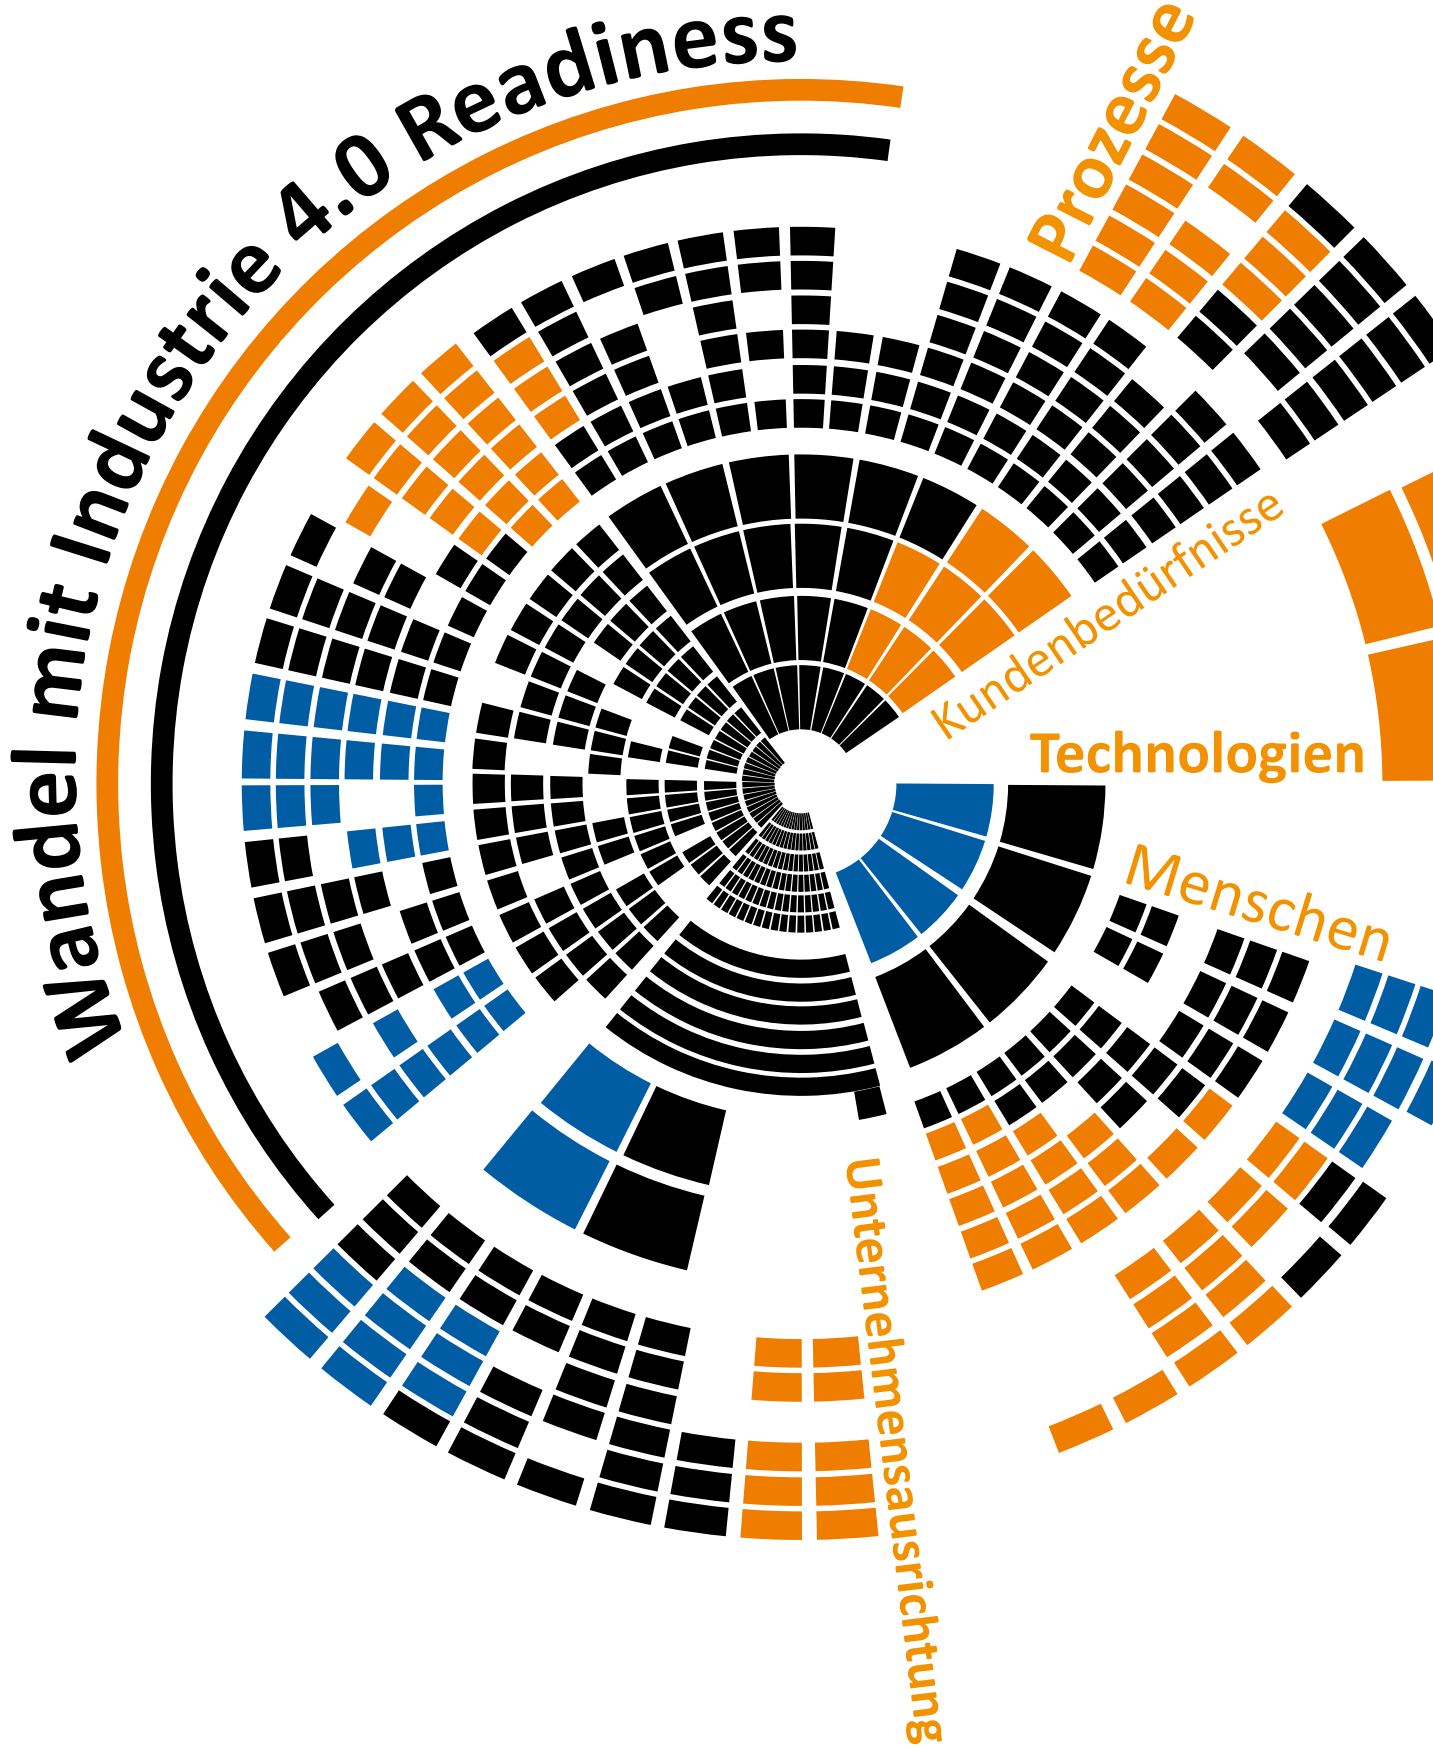 Wandel mit Industrie 4.0 Readiness
Prozesse
Kundenbedürfnisse
Technologien
Menschen
Unternehmensausrichtung